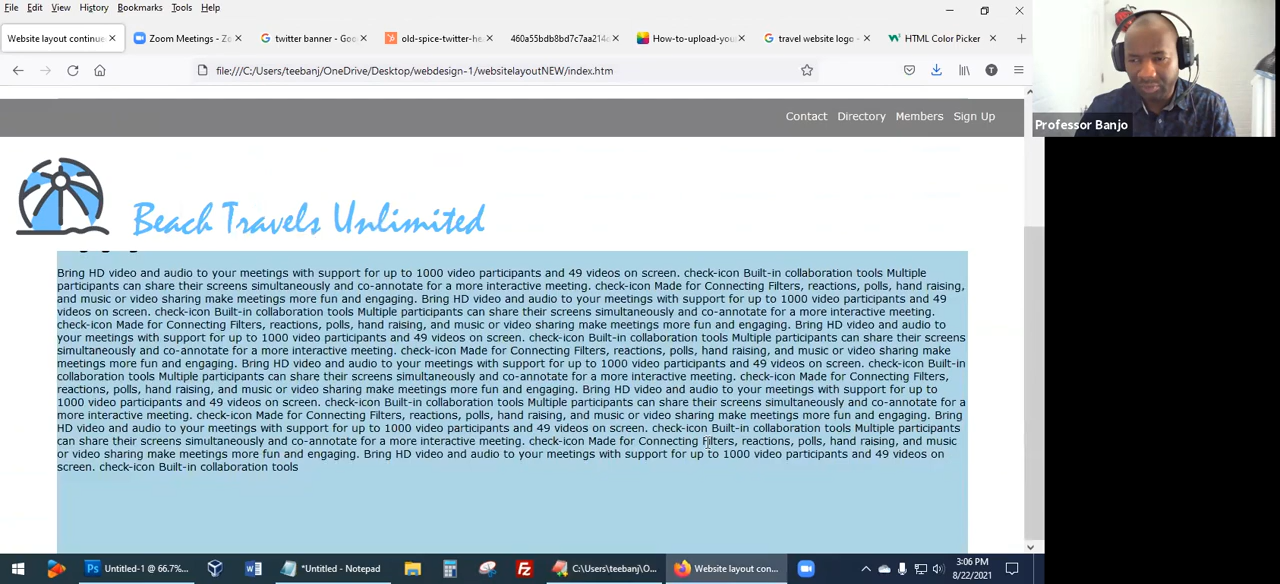 File Edit View History Bookmarks Tools Help
Website layout continue
Zoom Meetings - Zo
twitter banner - Goo
old-spice-twitter-he
460a55bdb8bd7c7aa214
How-to-upload-you
travel website logo -
HTML Color Picker
file:///C:/Users/teebanj/OneDrive/Desktop/webdesign-1/websitelayoutNEW/index.htm
T
Professor Banjo
Contact Directory Members Sign Up
Beach Travels Unlimited
Bring HD video and audio to your meetings with support for up to 1000 video participants and 49 videos on screen. check-icon Built-in collaboration tools Multiple
participants can share their screens simultaneously and co-annotate for a more interactive meeting. check-icon Made for Connecting Filters, reactions, polls, hand raising,
and music or video sharing make meetings more fun and engaging. Bring HD video and audio to your meetings with support for up to 1000 video participants and 49
videos on screen. check-icon Built-in collaboration tools Multiple participants can share their screens simultaneously and co-annotate for a more interactive meeting.
check-icon Made for Connecting Filters, reactions, polls, hand raising, and music or video sharing make meetings more fun and engaging. Bring HD video and audio to
your meetings with support for up to 1000 video participants and 49 videos on screen. check-icon Built-in collaboration tools Multiple participants can share their screens
simultaneously and co-annotate for a more interactive meeting. check-icon Made for Connecting Filters, reactions, polls, hand raising, and music or video sharing make
meetings more fun and engaging. Bring HD video and audio to your meetings with support for up to 1000 video participants and 49 videos on screen. check-icon Built-in
collaboration tools Multiple participants can share their screens simultaneously and co-annotate for a more interactive meeting. check-icon Made for Connecting Filters,
reactions, polls, hand raising, and music or video sharing make meetings more fun and engaging. Bring HD video and audio to your meetings with support for up to
1000 video participants and 49 videos on screen. check-icon Built-in collaboration tools Multiple participants can share their screens simultaneously and co-annotate for a
more interactive meeting. check-icon Made for Connecting Filters, reactions, polls, hand raising, and music or video sharing make meetings more fun and engaging. Bring
HD video and audio to your meetings with support for up to 1000 video participants and 49 videos on screen. check-icon Built-in collaboration tools Multiple participants
can share their screens simultaneously and co-annotate for a more interactive meeting. check-icon Made for Connecting Filters, reactions, polls, hand raising, and music
or video sharing make meetings more fun and engaging. Bring HD video and audio to your meetings with support for up to 1000 video participants and 49 videos on
screen. check-icon Built-in collaboration tools
Untitled-1 @ 66.7%...
*Untitled - Notepad
C:\Users\teebanj\O...
Website layout con...
3:06 PM
8/22/2021